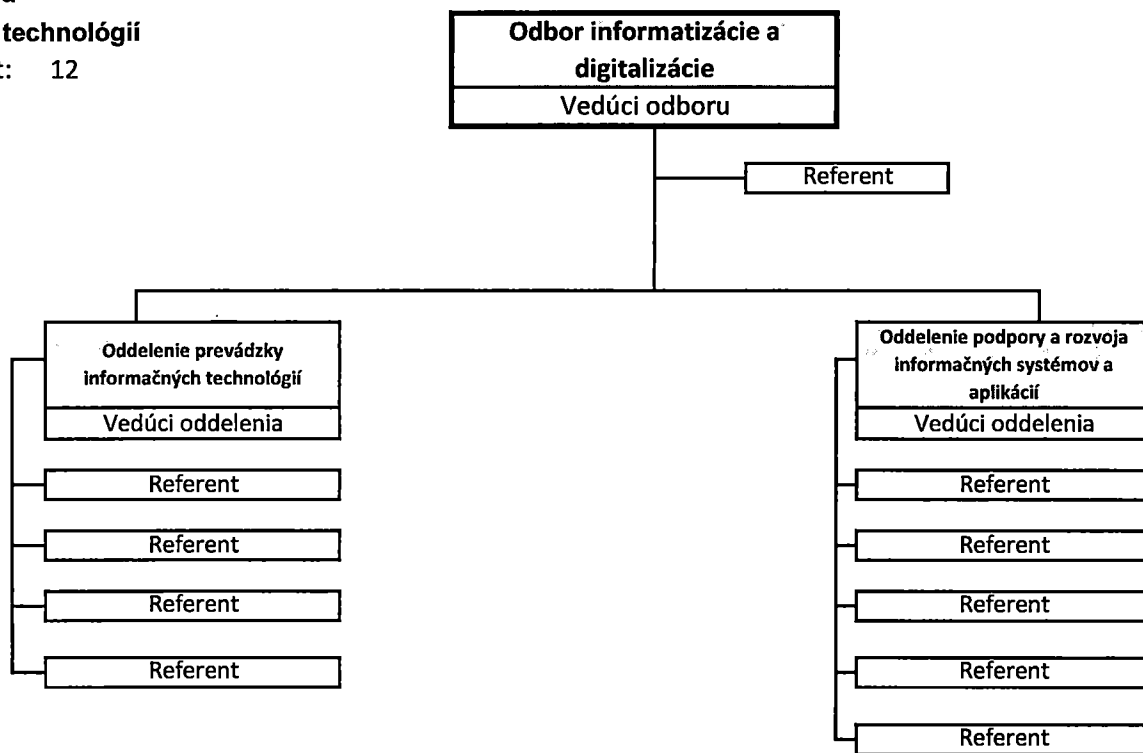 technológií
12
Odbor informatizácie a
digitalizácie
Vedúci odboru
Referent
Oddelenie prevádzky
informačných technológií
Vedúci oddelenia
Referent
Referent
Referent
Referent
Oddelenie podpory a rozvoja
informačných systémov a
aplikácií
Vedúci oddelenia
Referent
Referent
Referent
Referent
Referent